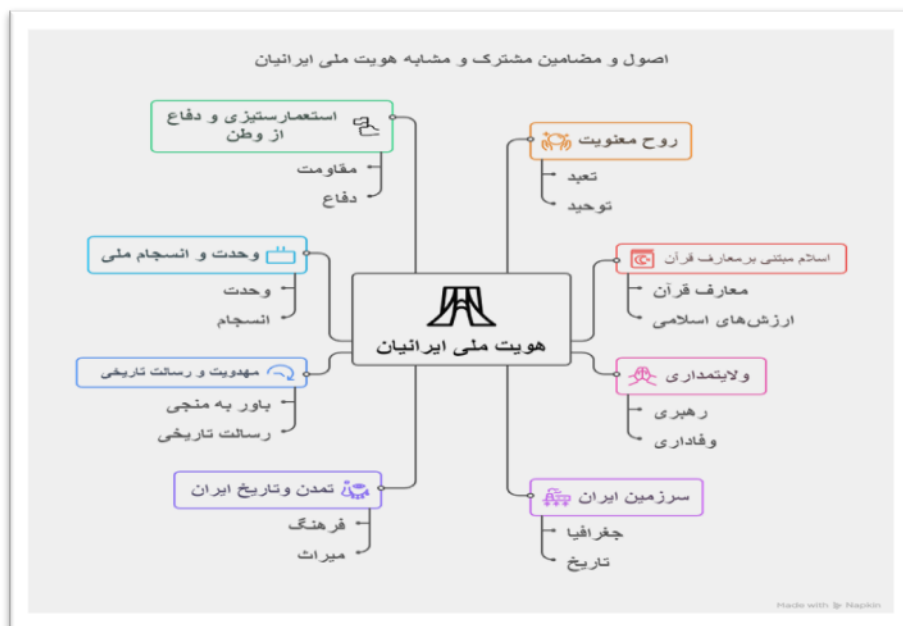 اصول و مضامین مشترک و مشابه هویت ملی ایرانیان
روح معنویت
تعبد
توحید
اسلام مبتنی برمعارف قرآن
معارف قرآن
ارزش‌های اسلامی
ولایتمداری
رهبری
وفاداری
سرزمین ایران
جغرافیا
تاریخ
هویت ملی ایرانیان
استعمارستیزی و دفاع
از وطن
مقاومت
دفاع
وحدت و انسجام ملی
وحدت
انسجام
مهدویت و رسالت تاریخی
باور به منجی
رسالت تاریخی
تمدن وتاریخ ایران
فرهنگ
میراث
Made with Napkin